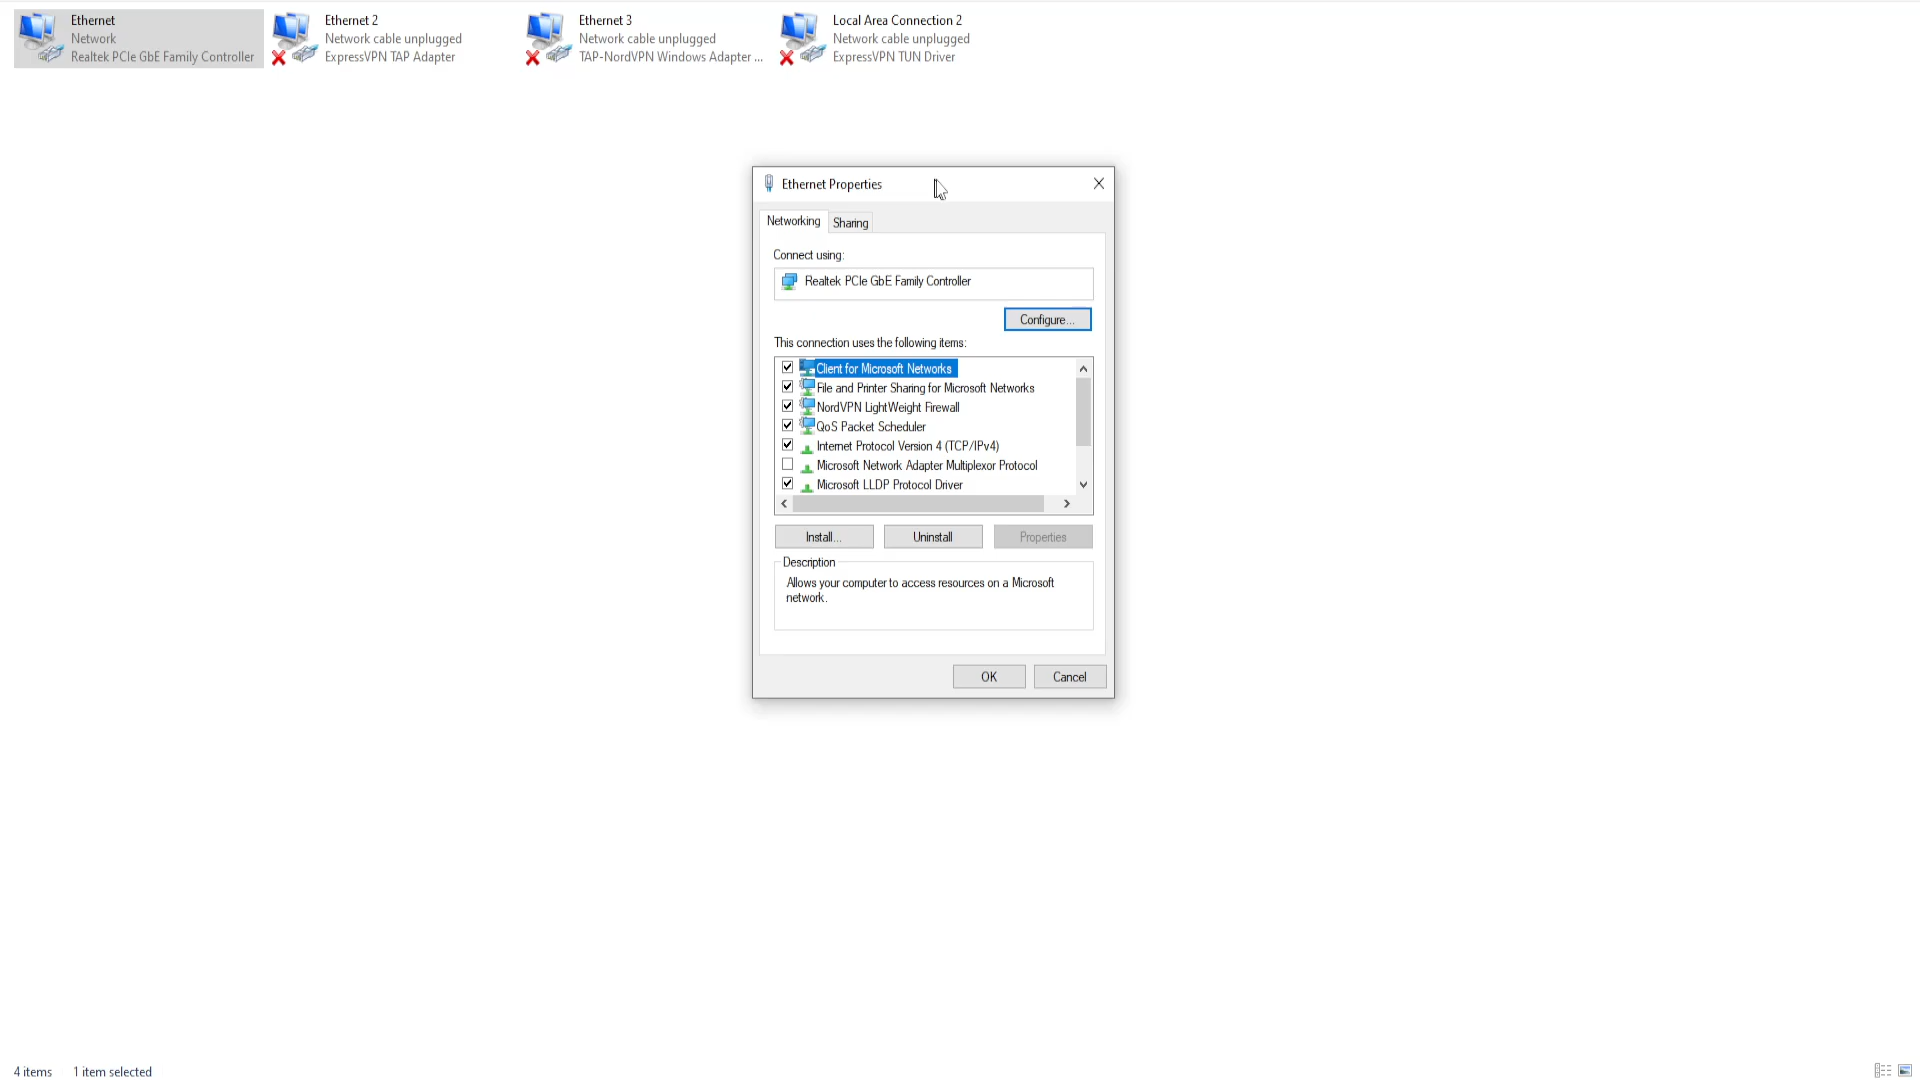 Ethernet
Network
Realtek PCIe GbE Family Controller
Ethernet 2
Network cable unplugged
ExpressVPN TAP Adapter
Ethernet 3
Network cable unplugged
TAP-NordVPN Windows Adapter ...
Local Area Connection 2
Network cable unplugged
ExpressVPN TUN Driver
Ethernet Properties
Networking
Sharing
Connect using:
Realtek PCIe GbE Family Controller
Configure...
This connection uses the following items:
Client for Microsoft Networks
File and Printer Sharing for Microsoft Networks
NordVPN LightWeight Firewall
QoS Packet Scheduler
Internet Protocol Version 4 (TCP/IPv4)
Microsoft Network Adapter Multiplexor Protocol
Microsoft LLDP Protocol Driver
Install...
Uninstall
Properties
Description
Allows your computer to access resources on a Microsoft
network.
OK
Cancel
4 items
1 item selected